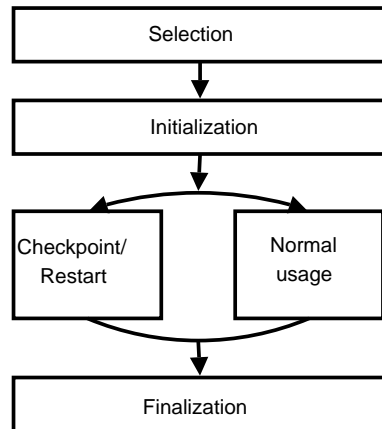 Selection
Initialization
Checkpoint/
Restart
Normal
usage
Finalization